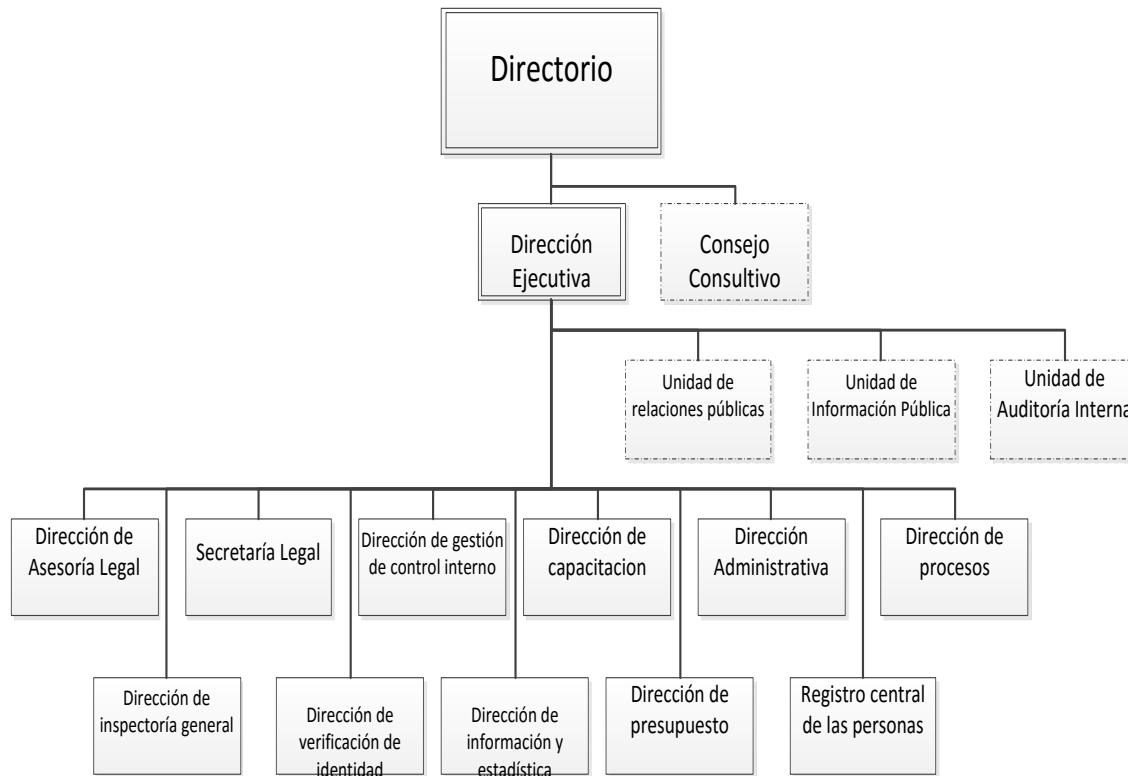 Directorio
Dirección
Ejecutiva
Consejo
Consultivo
Unidad de
relaciones públicas
Unidad de
Información Pública
Unidad de
Auditoría Interna
Dirección de
Asesoría Legal
Secretaría Legal
Dirección de gestión
de control interno
Dirección de
capacitacion
Dirección
Administrativa
Dirección de
procesos
Dirección de
inspectoría general
Dirección de
verificación de
identidad
Dirección de
información y
estadística
Dirección de
presupuesto
Registro central
de las personas